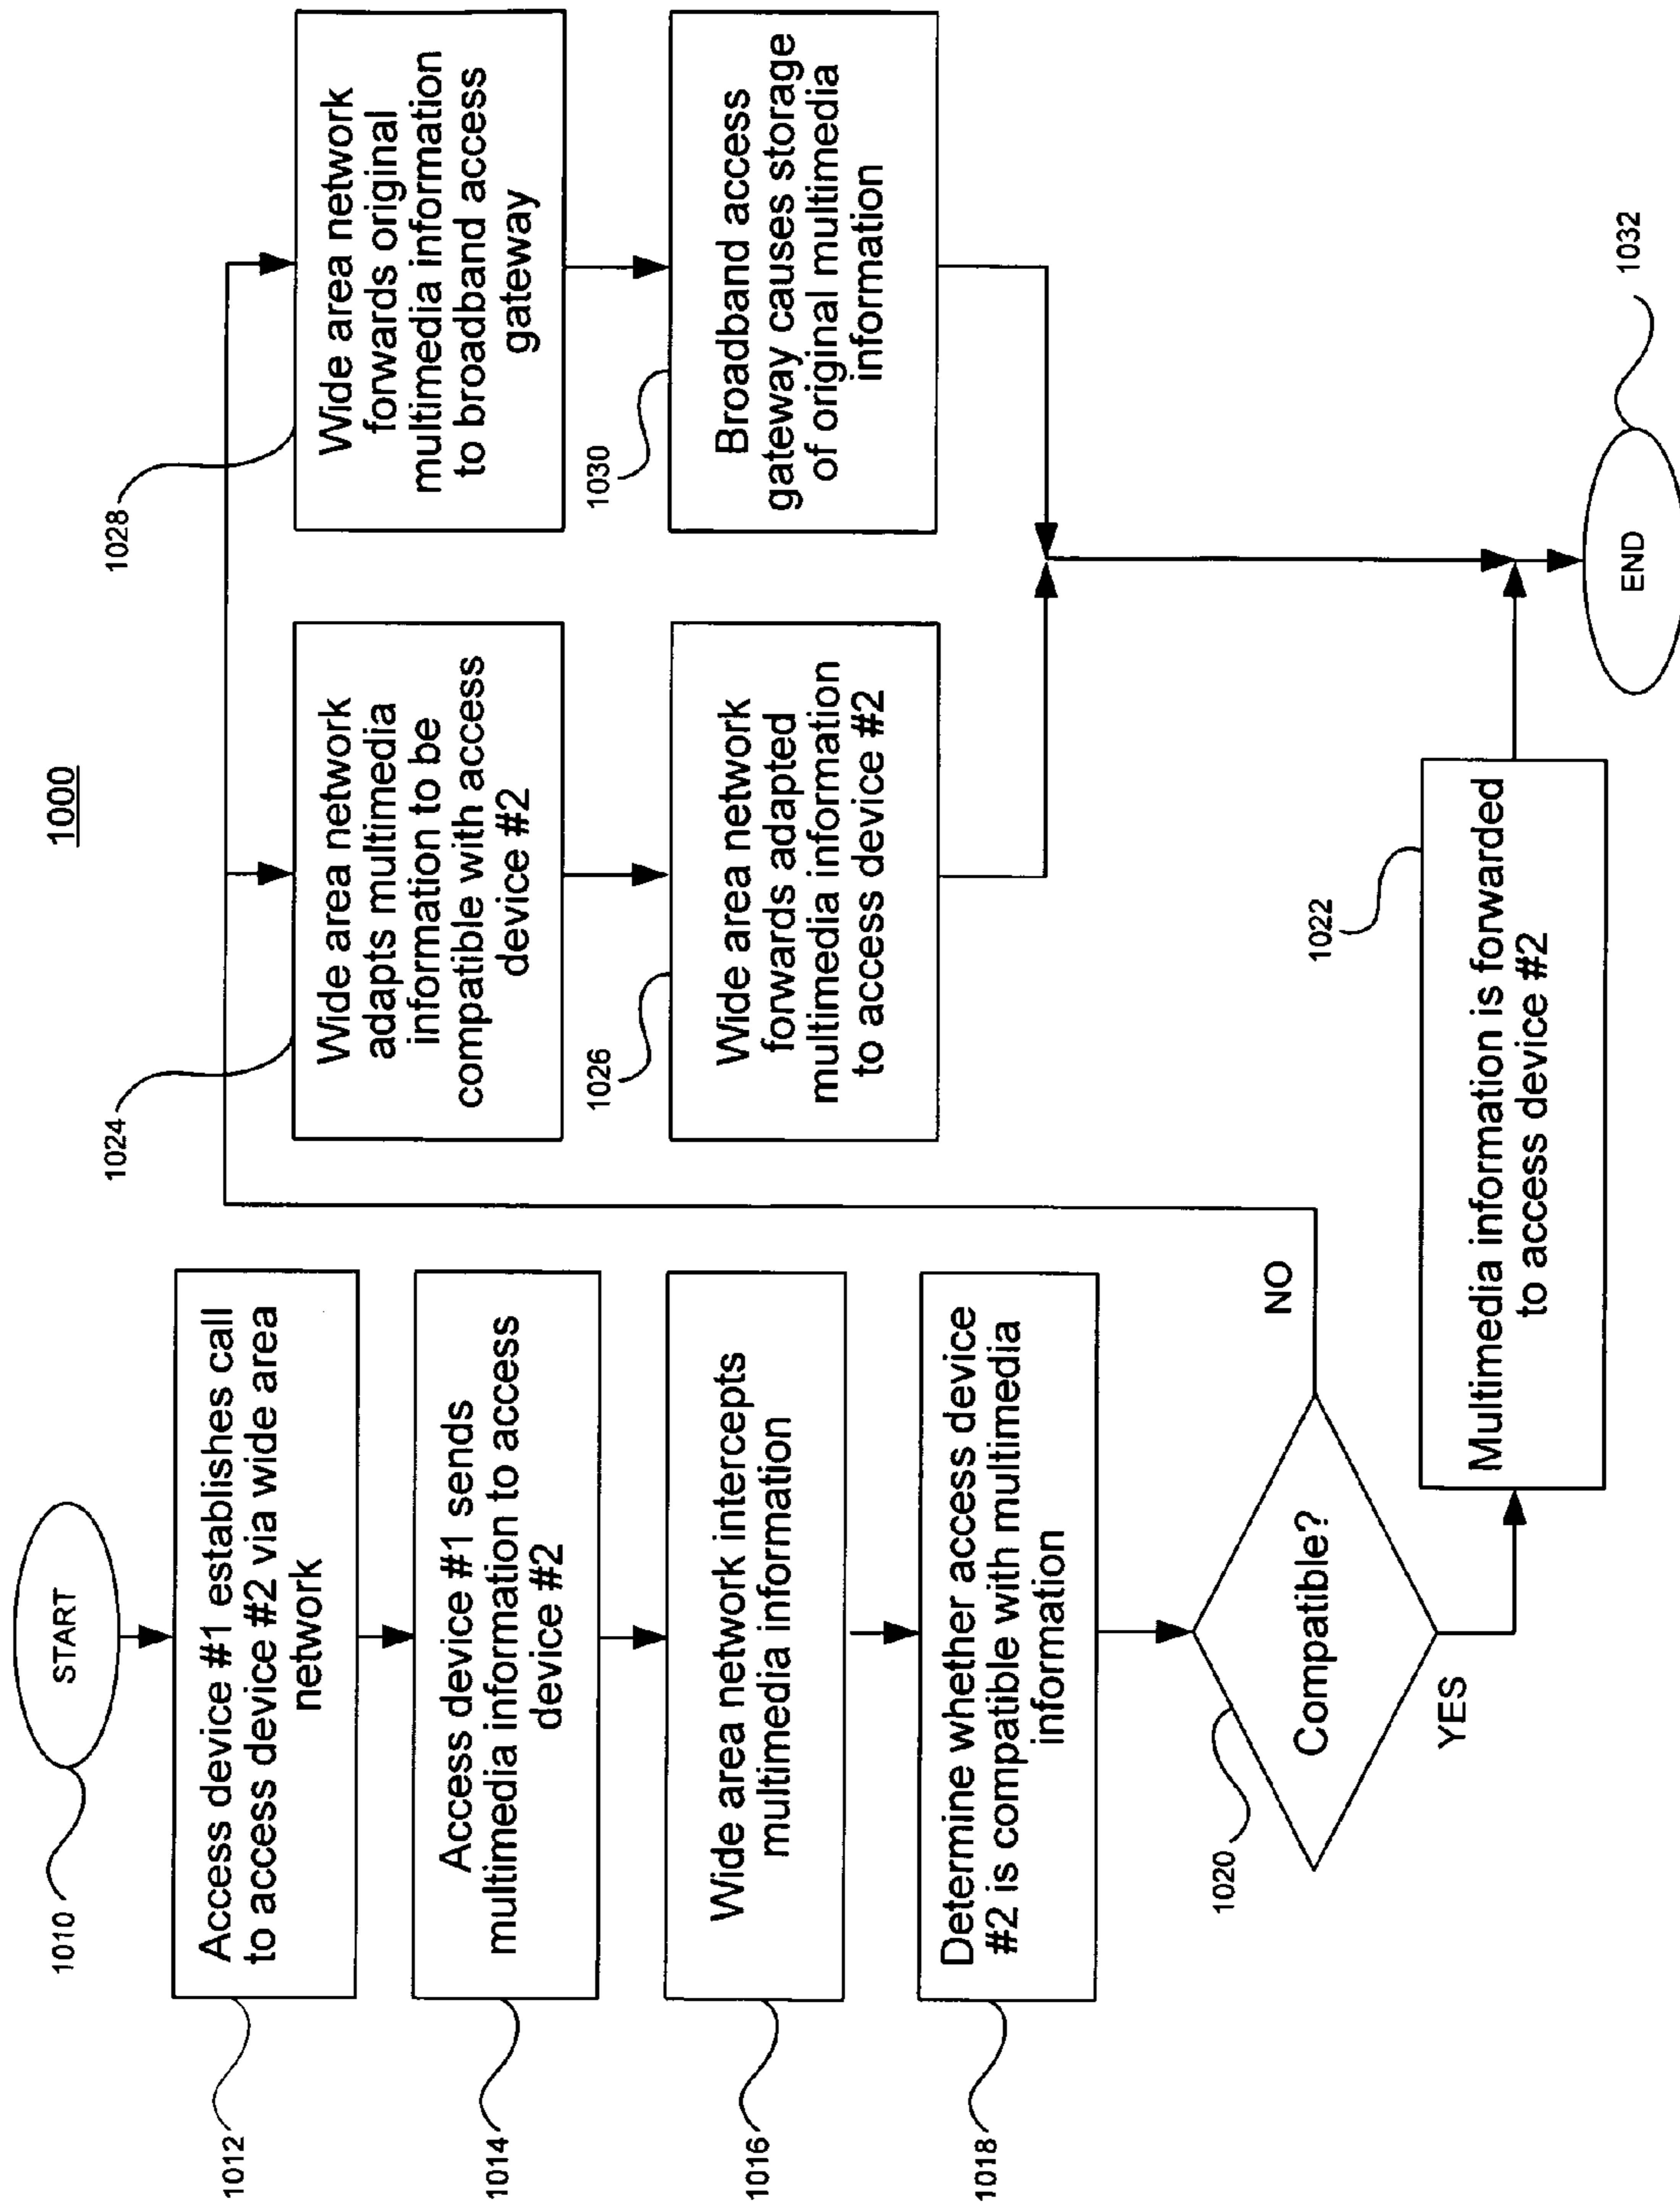 1000
START
1010
Access device #1 establishes call
to access device #2 via wide area
network
1012
Access device #1 sends
multimedia information to access
device #2
1014
Wide area network intercepts
multimedia information
1016
Determine whether access device
#2 is compatible with multimedia
information
1018
Compatible?
1020
NO
YES
Multimedia information is forwarded
to access device #2
1022
Wide area network
adapts multimedia
information to be
compatible with access
device #2
1024
Wide area network
forwards adapted
multimedia information
to access device #2
1026
Wide area network
forwards original
multimedia information
to broadband access
gateway
1028
Broadband access
gateway causes storage
of original multimedia
information
1030
END
1032